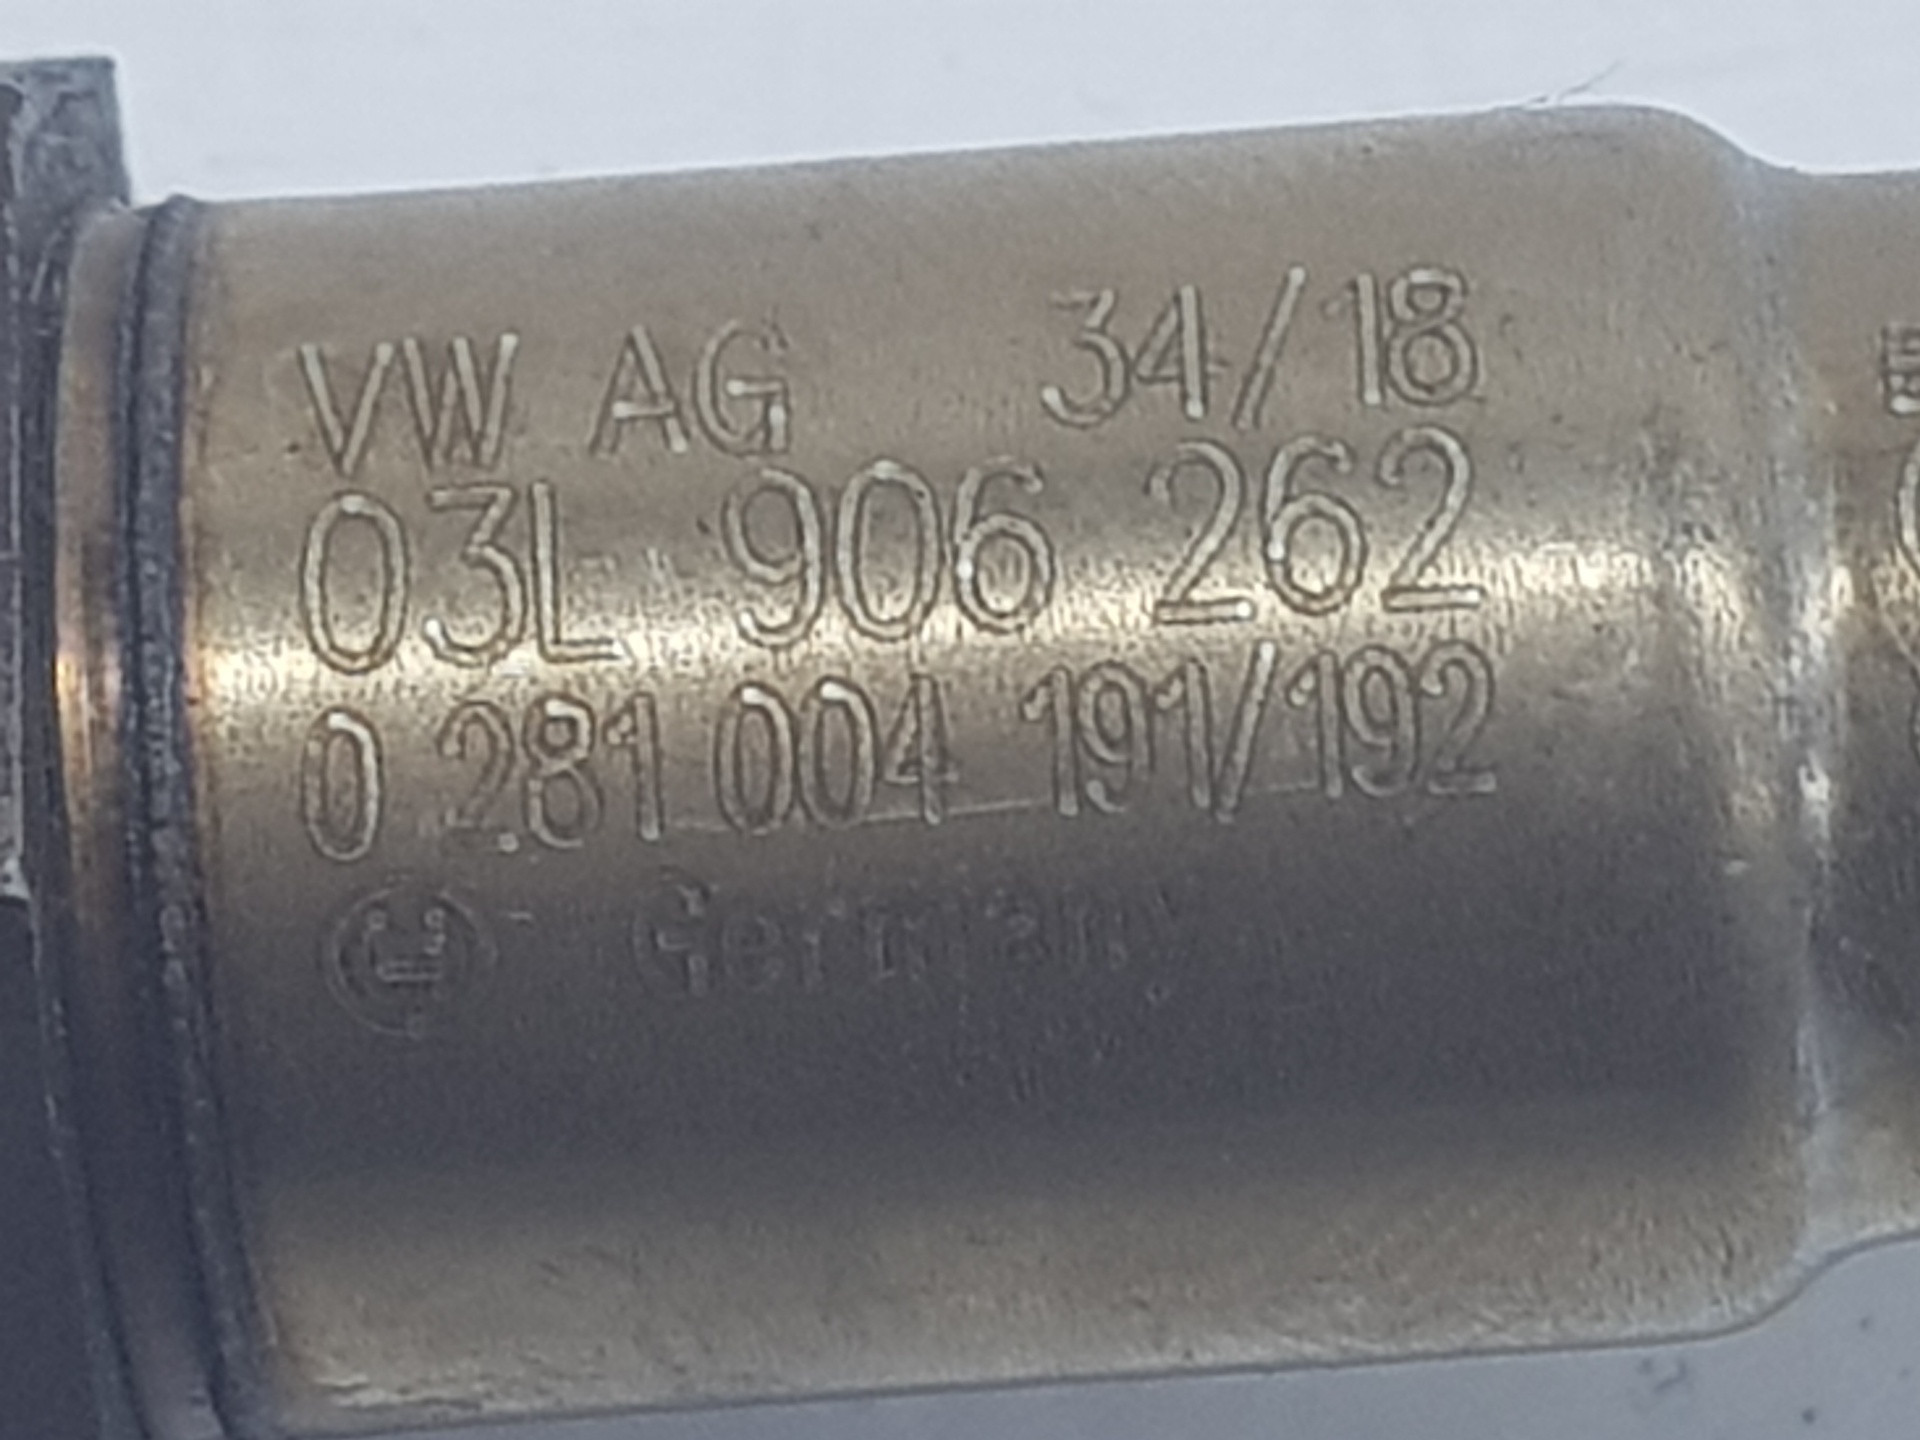 VW AG 34/18
03L 906 262
0 281 004 191/192
Germany